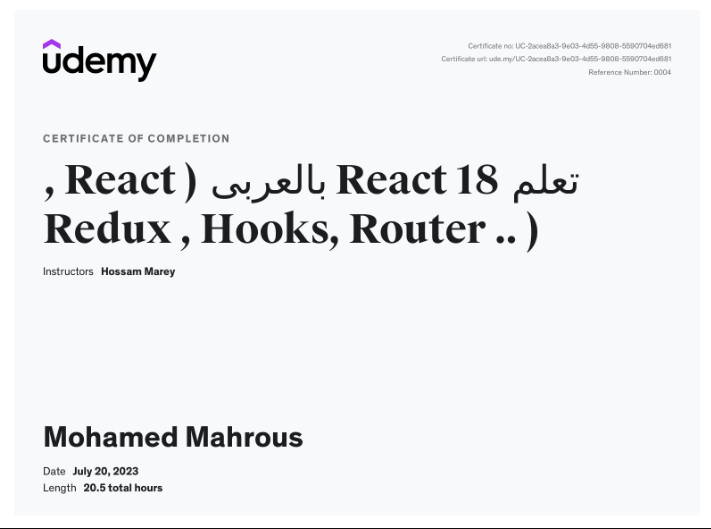 udemy
Certificate no: UC-2acea8a3-9e03-4d55-9808-5590704ed681
Certificate url: ude.my/UC-2acea8a3-9e03-4d55-9808-5590704ed681
Reference Number: 0004
CERTIFICATE OF COMPLETION
تعلم React 18 بالعربى ( React ,
Redux , Hooks, Router .. )
Instructors Hossam Marey
Mohamed Mahrous
Date July 20, 2023
Length 20.5 total hours